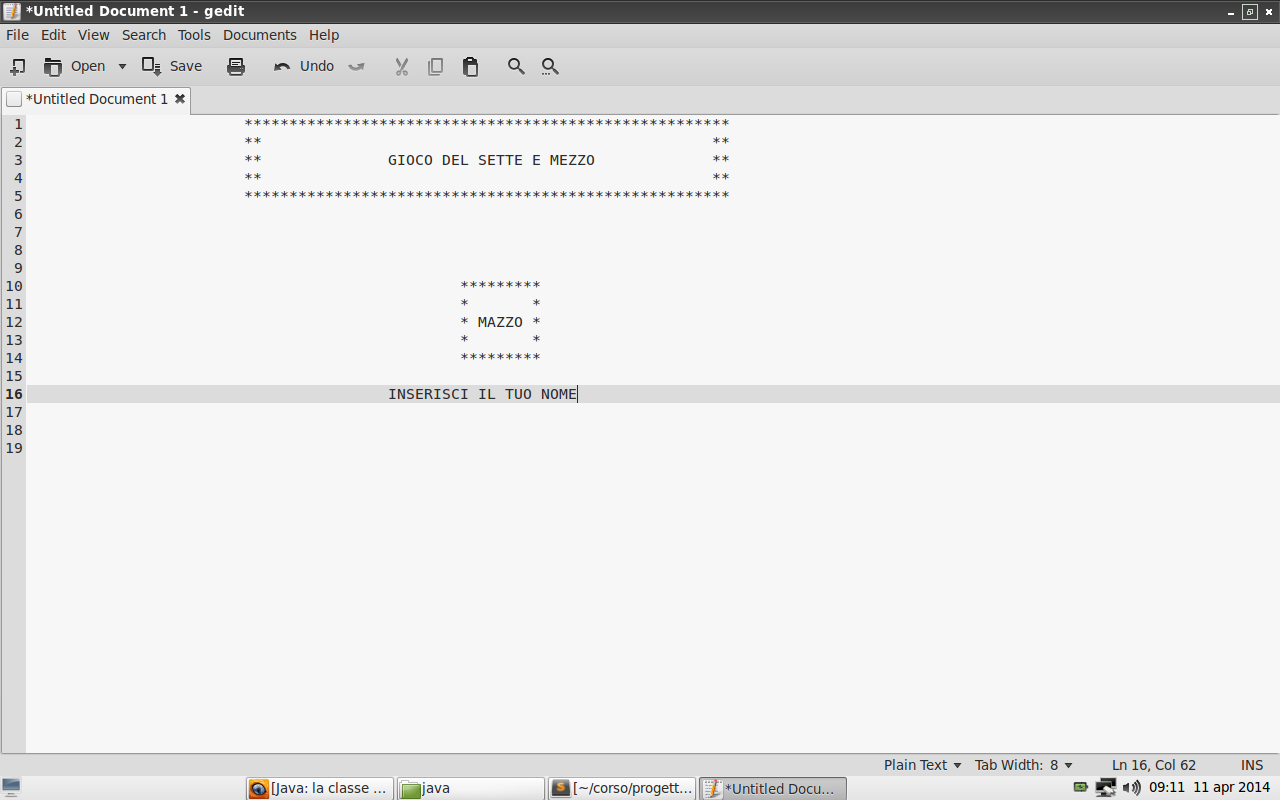 *Untitled Document 1 - gedit
File Edit View Search Tools Documents Help
Open Save Undo
*Untitled Document 1
1 ******************************************************
2 **                                                  **
3 **              GIOCO DEL SETTE E MEZZO             **
4 **                                                  **
5 ******************************************************
6
7
8
9
10 *********
11 *       *
12 * MAZZO *
13 *       *
14 *********
15
16 INSERISCI IL TUO NOME
17
18
19
Plain Text Tab Width: 8 Ln 16, Col 62 INS
[Java: la classe ... java [~/corso/progett... *Untitled Docu... 09:11 11 apr 2014